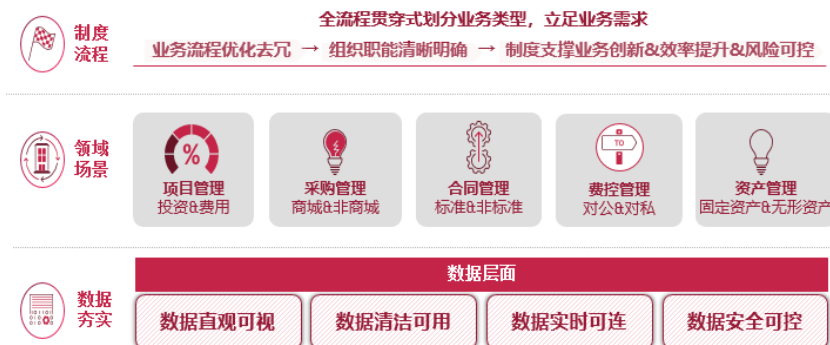 制度
流程
全流程贯穿式划分业务类型，立足业务需求
业务流程优化去冗 → 组织职能清晰明确 → 制度支撑业务创新&效率提升&风险可控
领域
场景
%
项目管理
投资&费用
采购管理
商城&非商城
合同管理
标准&非标准
TO
费控管理
对公&对私
资产管理
固定资产&无形资产
数据
夯实
数据层面
数据直观可视
数据清洁可用
数据实时可连
数据安全可控